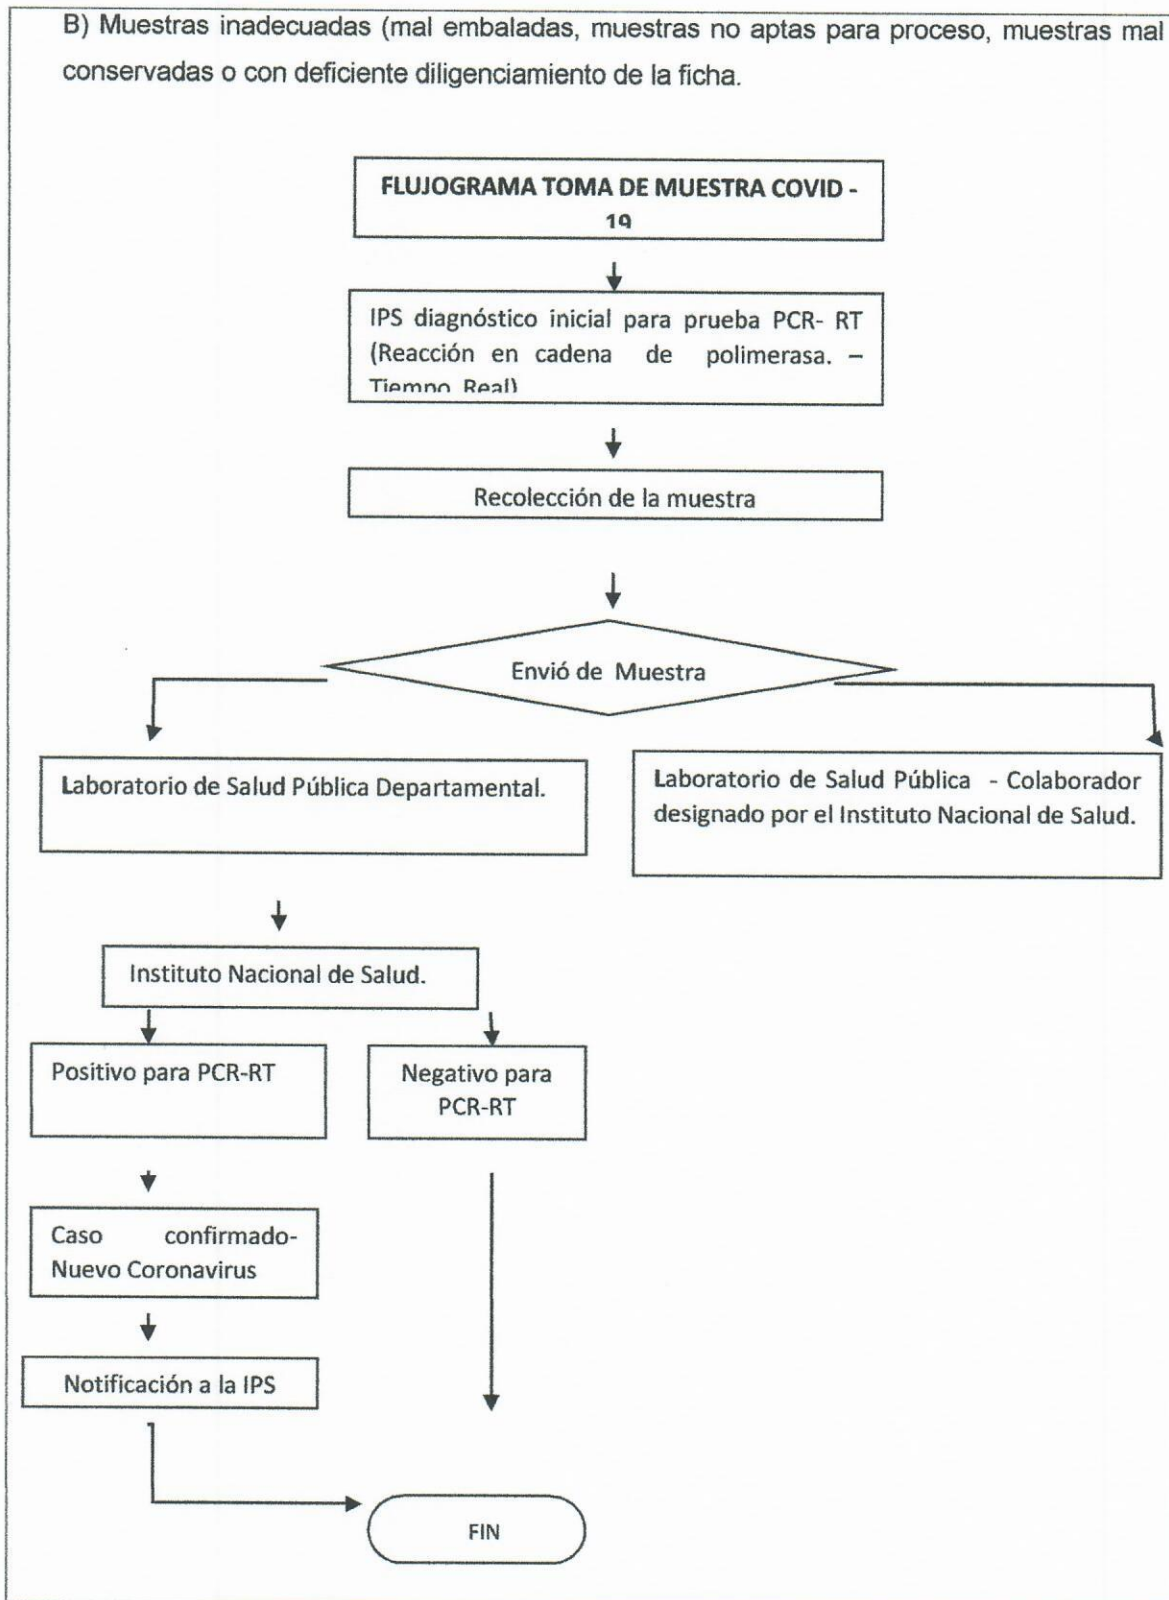 B) Muestras inadecuadas (mal embaladas, muestras no aptas para proceso, muestras mal
conservadas o con deficiente diligenciamiento de la ficha.
FLUJOGRAMA TOMA DE MUESTRA COVID -
19
IPS diagnóstico inicial para prueba PCR- RT
(Reacción en cadena de polimerasa. –
Tiempo Real)
Recolección de la muestra
Envió de Muestra
Laboratorio de Salud Pública Departamental.
Laboratorio de Salud Pública - Colaborador
designado por el Instituto Nacional de Salud.
Instituto Nacional de Salud.
Positivo para PCR-RT
Negativo para
PCR-RT
Caso confirmado-
Nuevo Coronavirus
Notificación a la IPS
FIN